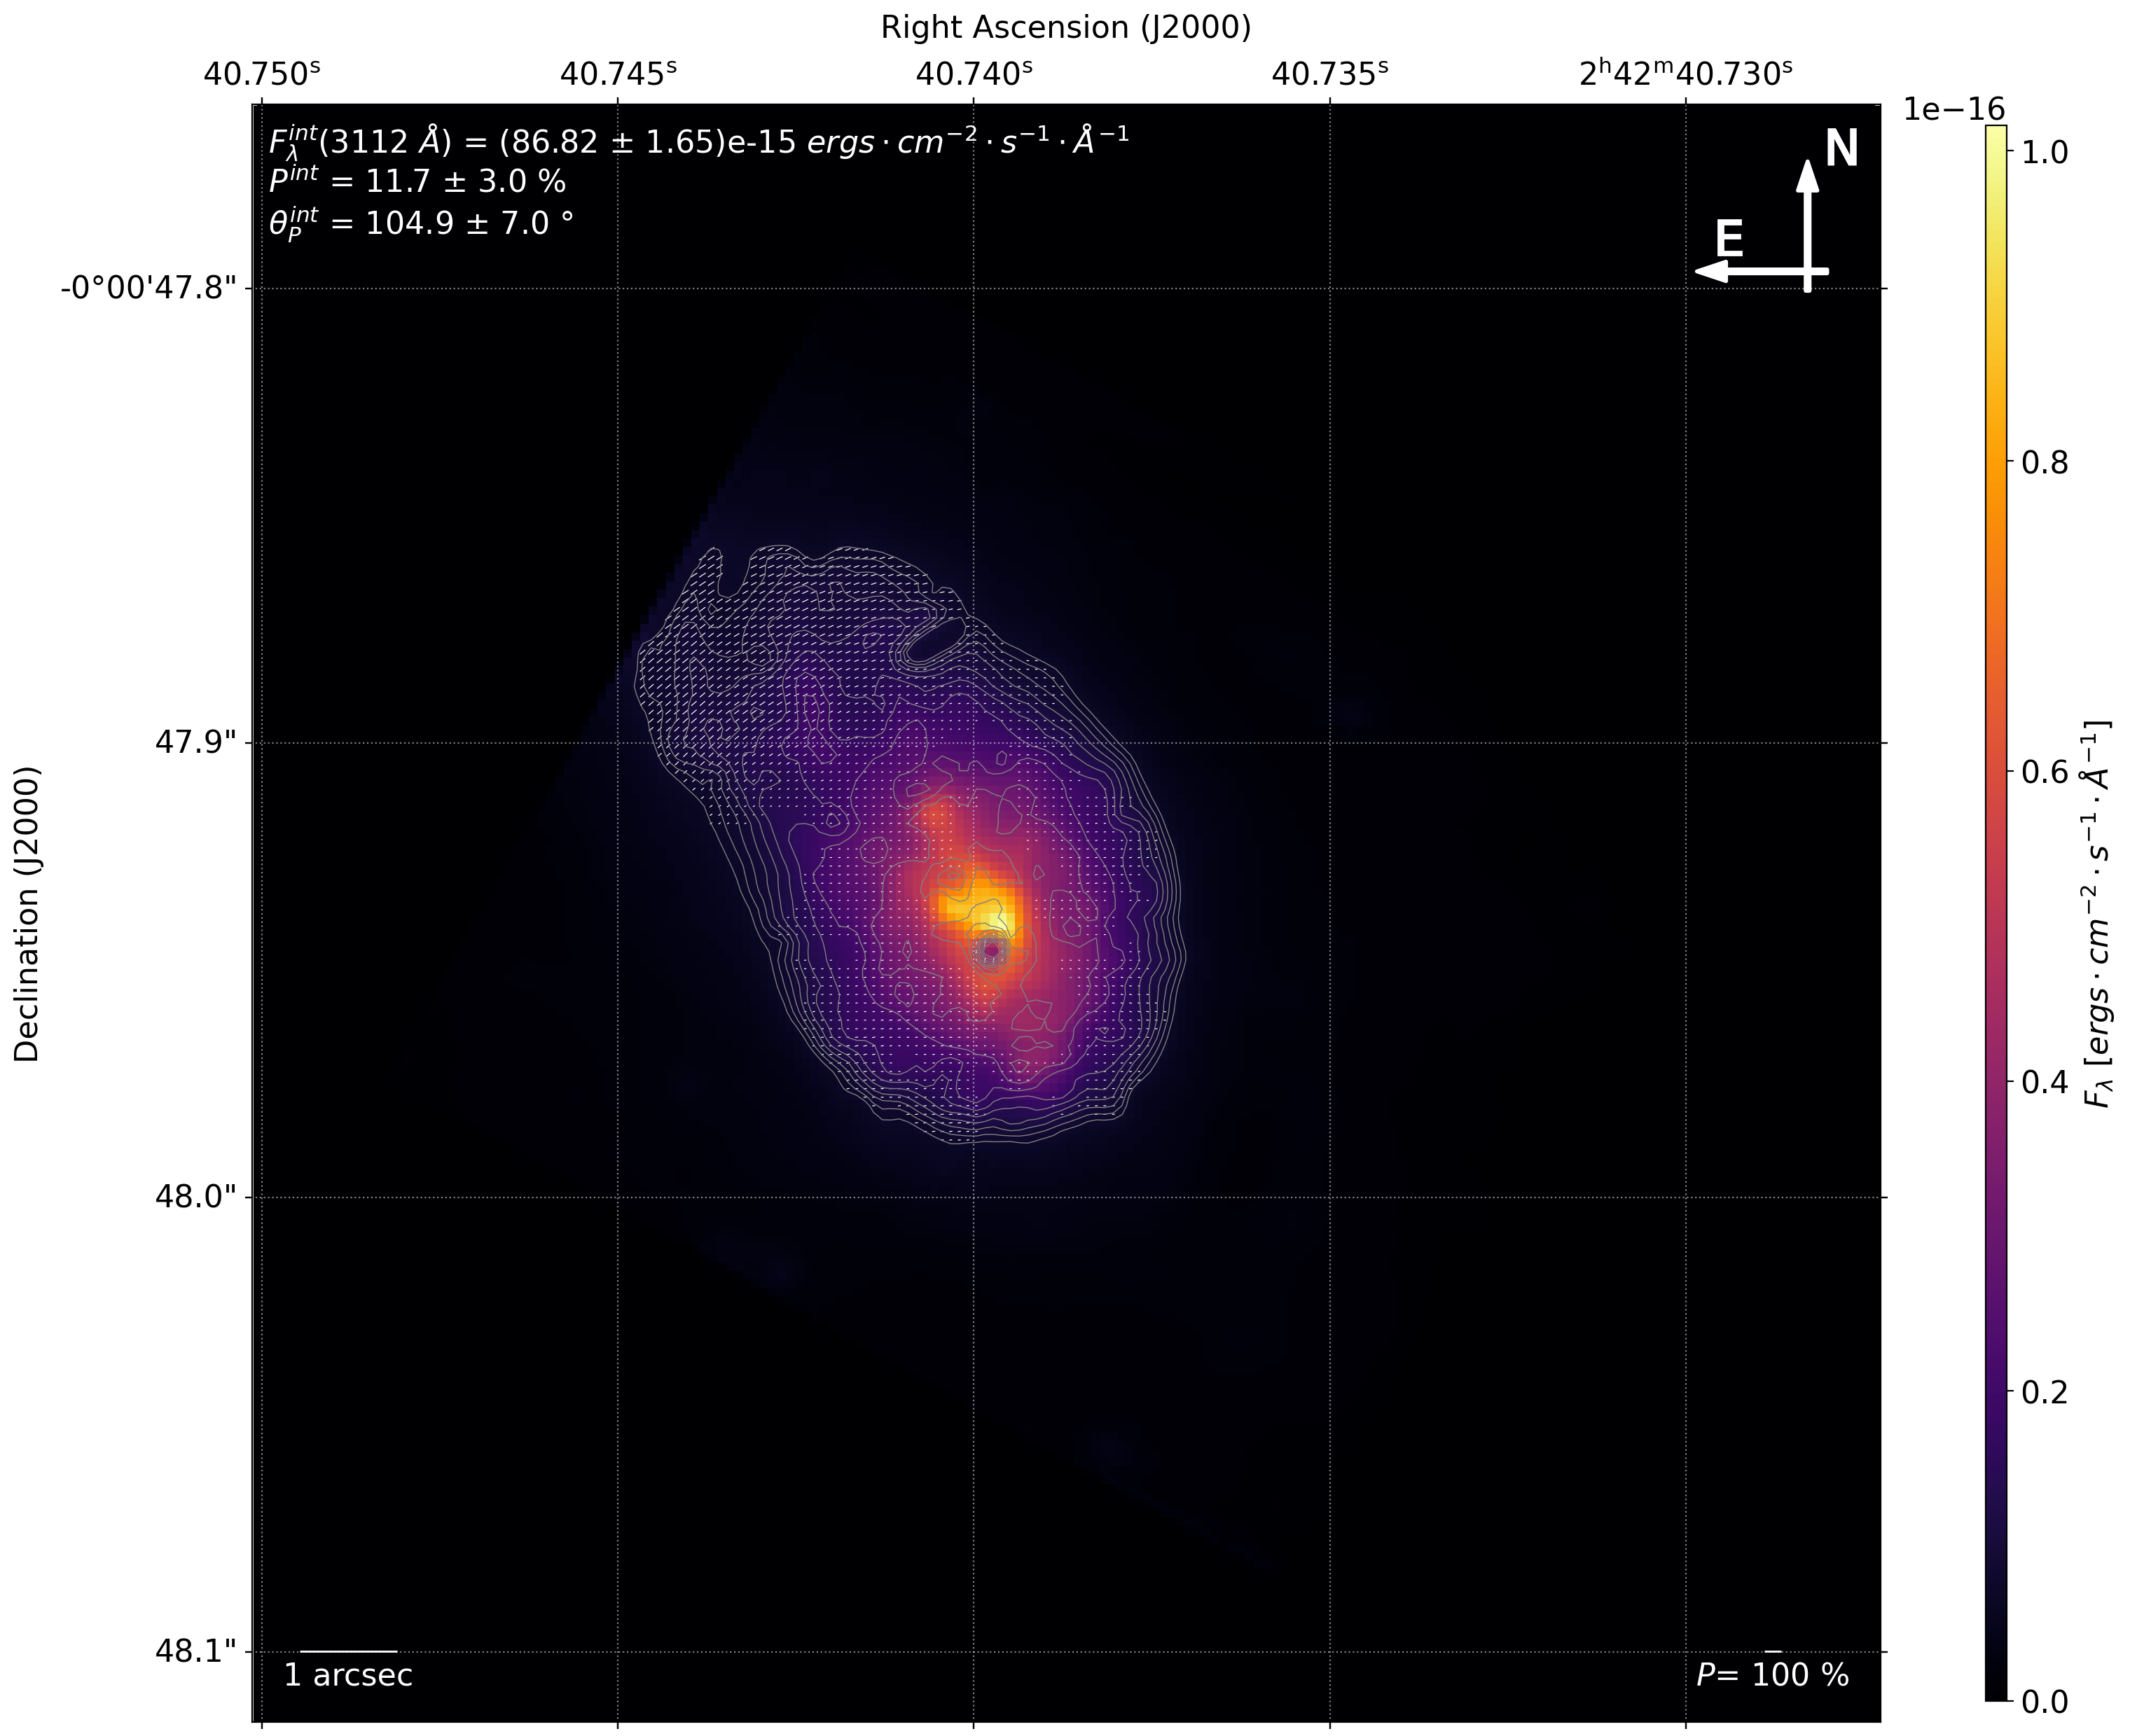 Right Ascension (J2000)
40.750ˢ 40.745ˢ 40.740ˢ 40.735ˢ 2ʰ42ᵐ40.730ˢ
1e−16
F_λ^int(3112 Å) = (86.82 ± 1.65)e-15 ergs · cm⁻² · s⁻¹ · Å⁻¹
P^int = 11.7 ± 3.0 %
θ_P^int = 104.9 ± 7.0 °
N
E
-0°00'47.8"
47.9"
48.0"
48.1"
Declination (J2000)
1 arcsec
P= 100 %
1.0
0.8
0.6
0.4
0.2
0.0
F_λ [ergs · cm⁻² · s⁻¹ · Å⁻¹]